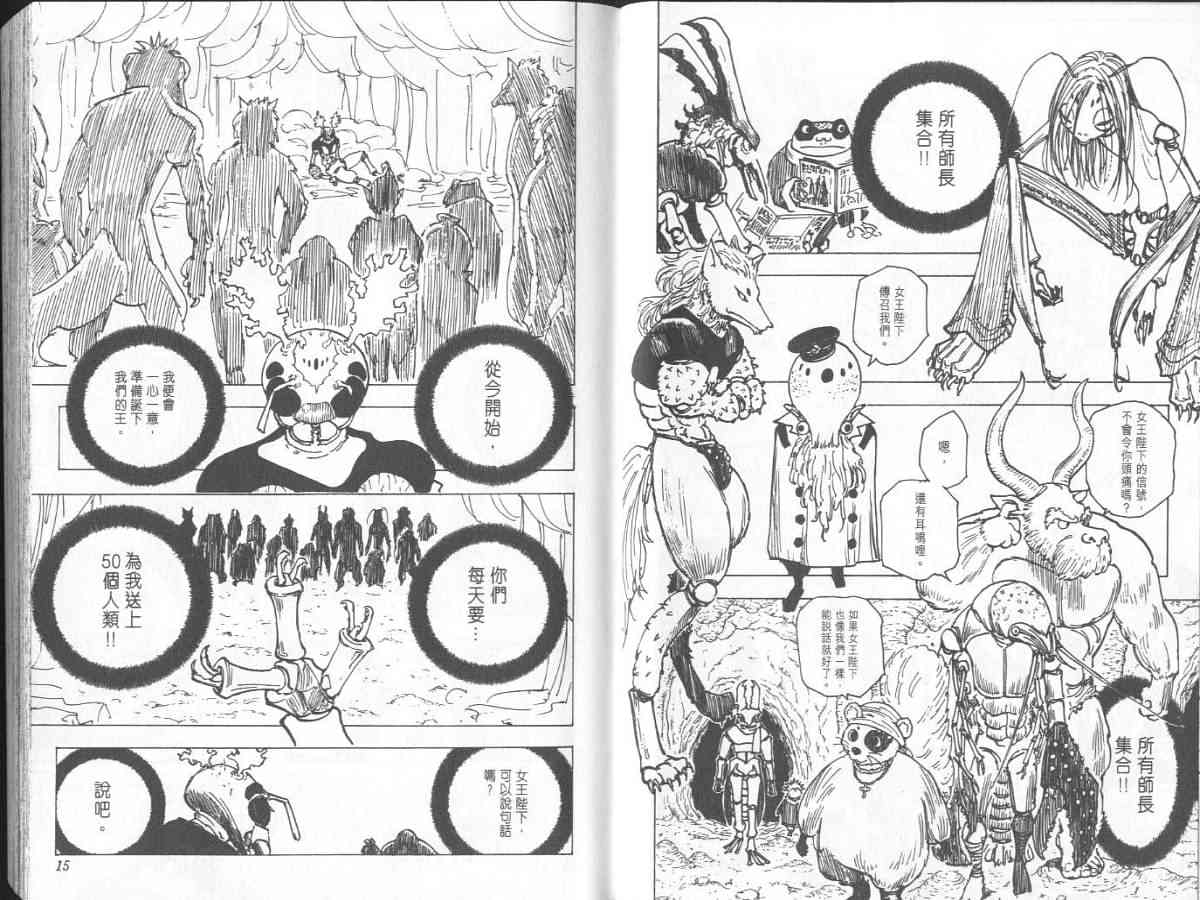 所有師長
集合!!
女王陛下
傳召我們。
女王陛下的信號,
不會令你頭痛嗎?
嗯,
還有耳鳴哩。
如果女王陛下
也像我們一樣
能說話就好了。
所有師長
集合!!
從今開始,
我便會
一心一意,
準備誕下
我們的王。
你們
每天要…
為我送上
50個人類!!
女王陛下,
可以說句話
嗎?
說吧。
15